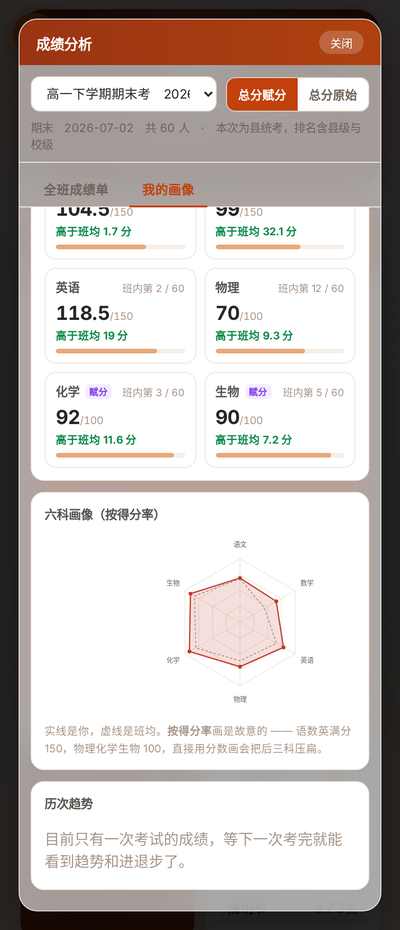 成绩分析
关闭
高一下学期期末考 2026
总分赋分
总分原始
期末 2026-07-02 共 60 人 · 本次为县统考，排名含县级与
校级
全班成绩单
我的画像
104.5/150
99/150
高于班均 1.7 分
高于班均 32.1 分
英语
班内第 2 / 60
物理
班内第 12 / 60
118.5/150
70/100
高于班均 19 分
高于班均 9.3 分
化学 赋分 班内第 3 / 60
生物 赋分 班内第 5 / 60
92/100
90/100
高于班均 11.6 分
高于班均 7.2 分
六科画像（按得分率）
语文
生物
数学
化学
英语
物理
实线是你，虚线是班均。按得分率画是故意的 —— 语数英满分
150，物理化学生物 100，直接用分数画会把后三科压扁。
历次趋势
目前只有一次考试的成绩，等下一次考完就能
看到趋势和进退步了。